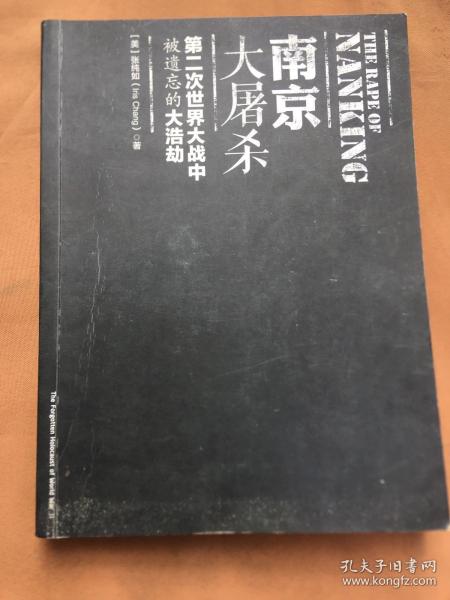 THE RAPE OF
NANKING
南京
大屠杀
第二次世界大战中
被遗忘的大浩劫
[美] 张纯如（Iris Chang）○著
The Forgotten Holocaust of World War II
孔夫子旧书网
www.kongfz.com